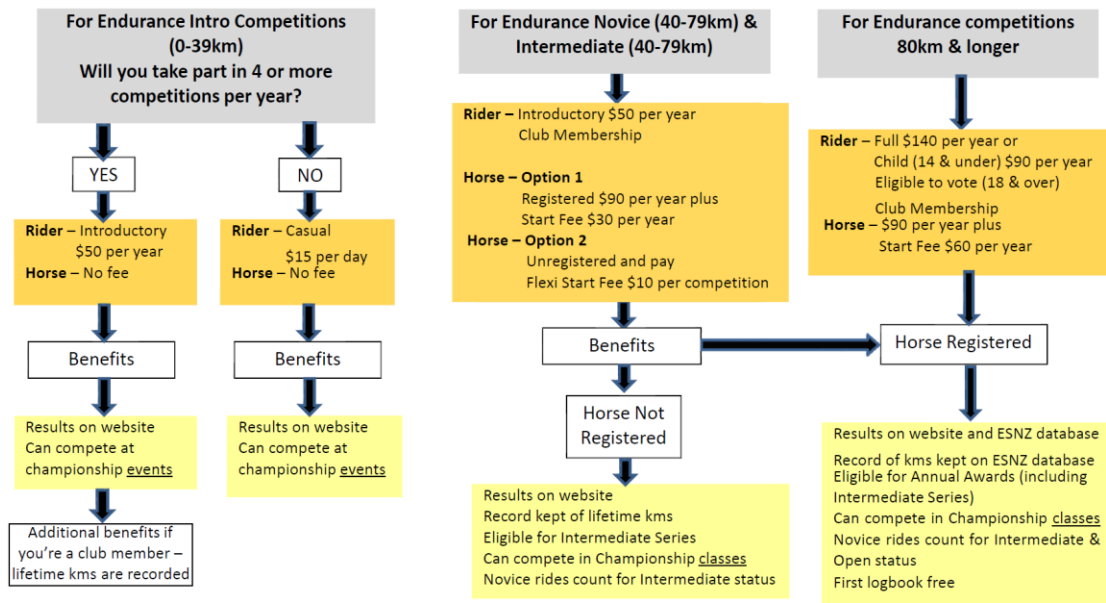 For Endurance Intro Competitions
(0-39km)
Will you take part in 4 or more
competitions per year?
YES
NO
Rider – Introductory
$50 per year
Horse – No fee
Rider – Casual
$15 per day
Horse – No fee
Benefits
Benefits
Results on website
Can compete at
championship events
Results on website
Can compete at
championship events
Additional benefits if
you're a club member –
lifetime kms are recorded
For Endurance Novice (40-79km) &
Intermediate (40-79km)
Rider – Introductory $50 per year
Club Membership
Horse – Option 1
Registered $90 per year plus
Start Fee $30 per year
Horse – Option 2
Unregistered and pay
Flexi Start Fee $10 per competition
Benefits
Horse Not
Registered
Results on website
Record kept of lifetime kms
Eligible for Intermediate Series
Can compete in Championship classes
Novice rides count for Intermediate status
For Endurance competitions
80km & longer
Rider – Full $140 per year or
Child (14 & under) $90 per year
Eligible to vote (18 & over)
Club Membership
Horse – $90 per year plus
Start Fee $60 per year
Horse Registered
Results on website and ESNZ database
Record of kms kept on ESNZ database
Eligible for Annual Awards (including
Intermediate Series)
Can compete in Championship classes
Novice rides count for Intermediate &
Open status
First logbook free